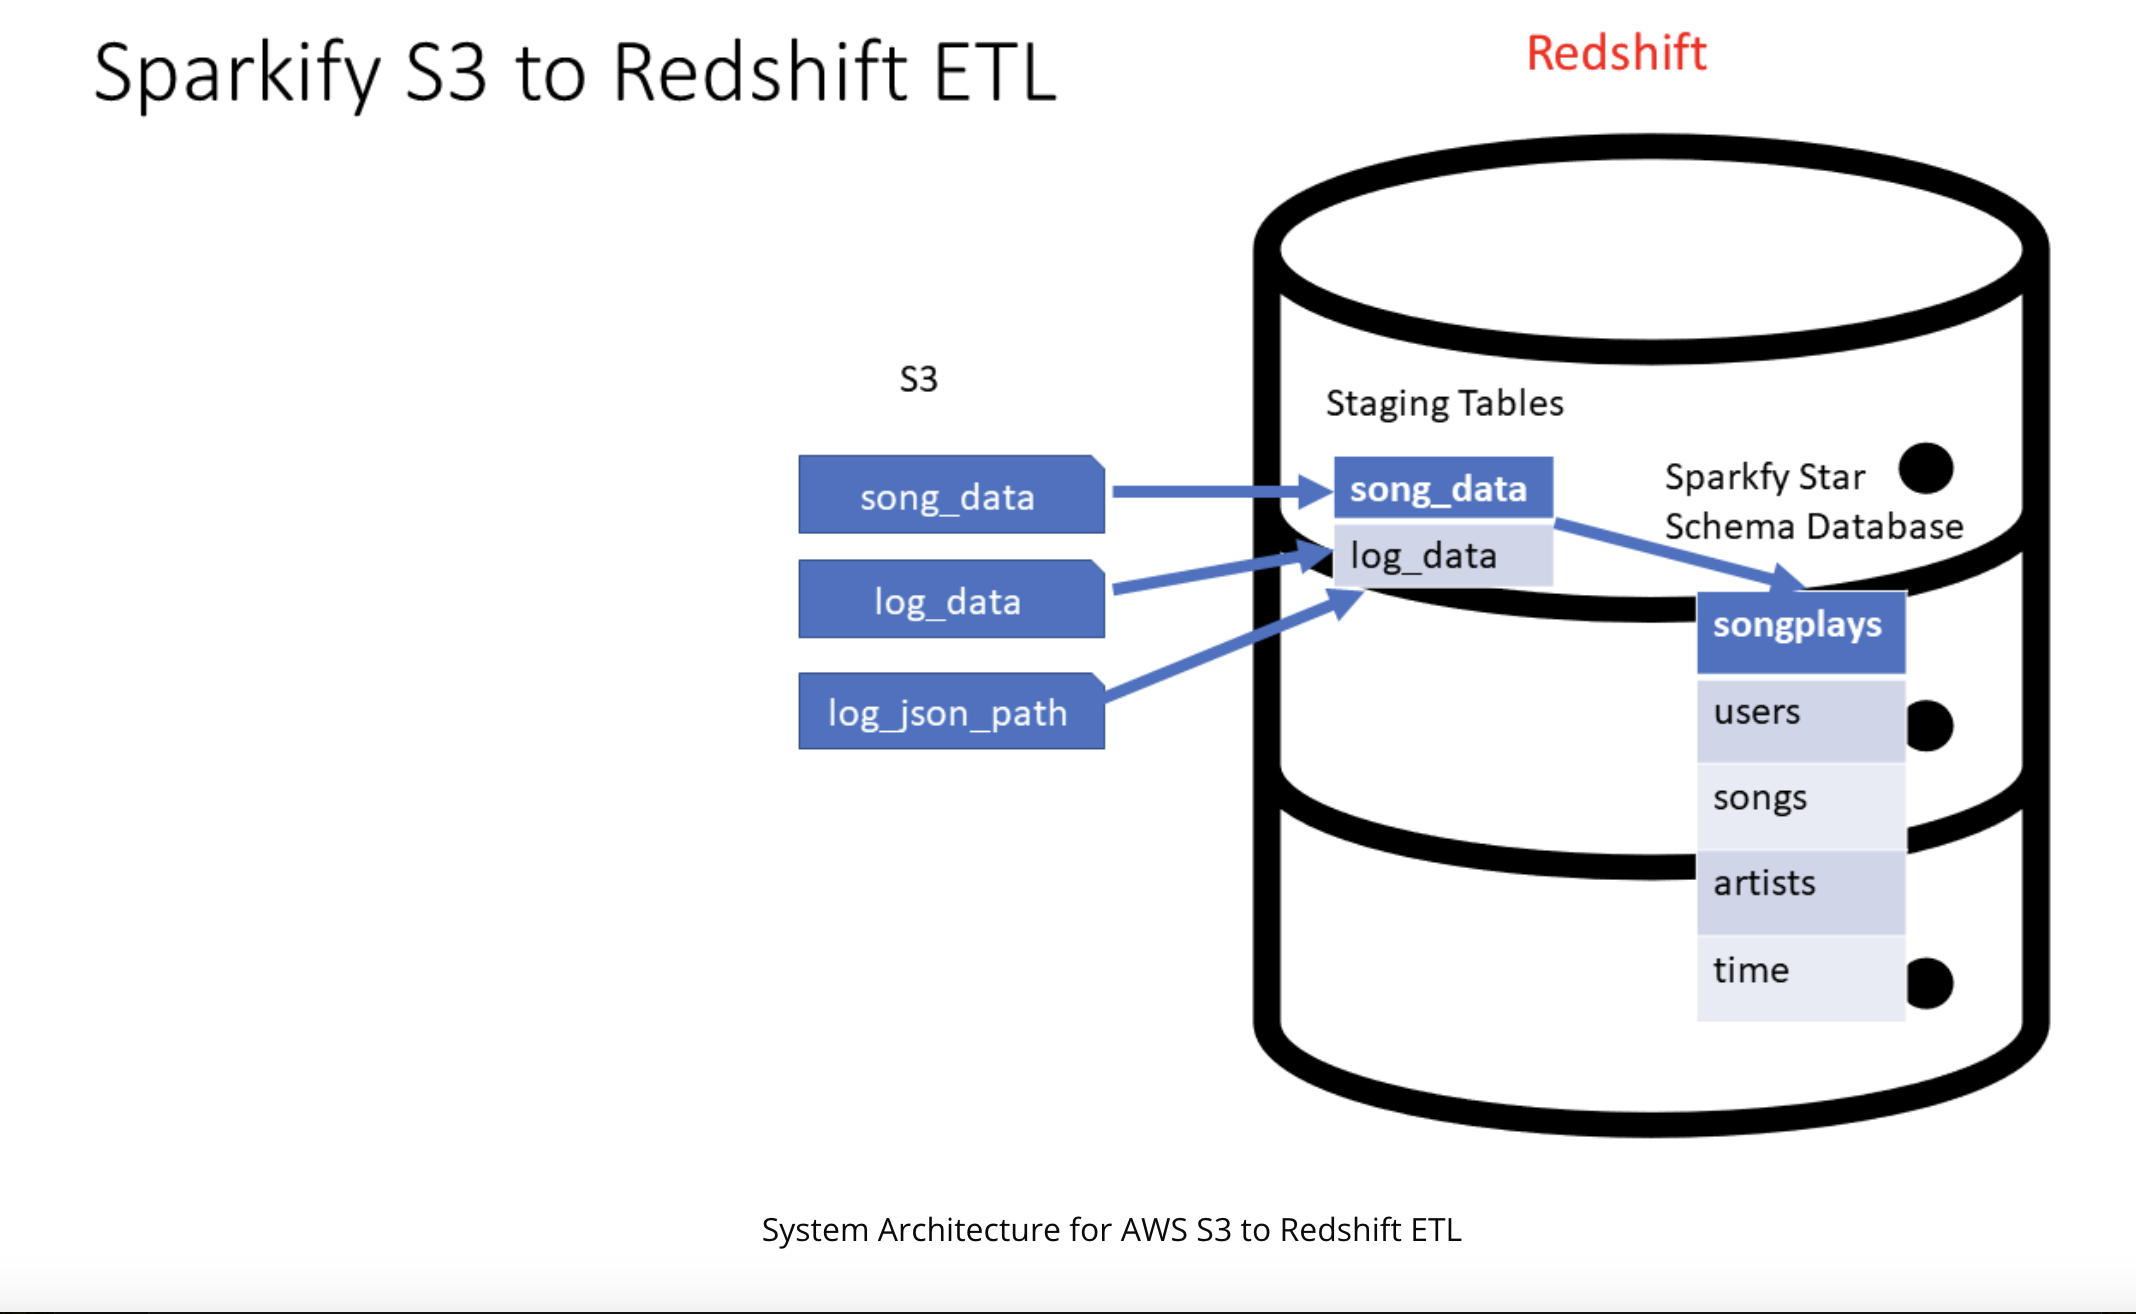 Sparkify S3 to Redshift ETL
Redshift
S3
song_data
log_data
log_json_path
Staging Tables
song_data
log_data
Sparkfy Star
Schema Database
songplays
users
songs
artists
time
System Architecture for AWS S3 to Redshift ETL